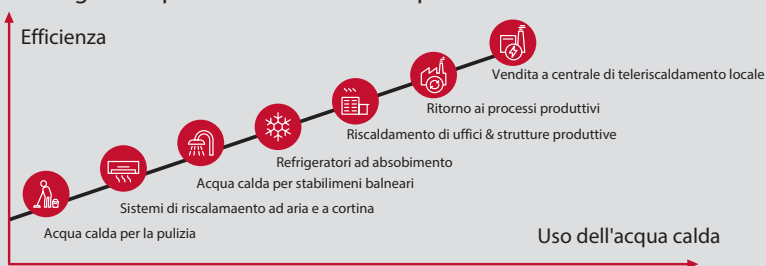 Efficienza
Vendita a centrale di teleriscaldamento locale
Ritorno ai processi produttivi
Riscaldamento di uffici & strutture produttive
Refrigeratori ad absobimento
Acqua calda per stabilimeni balneari
Sistemi di riscalamaento ad aria e a cortina
Acqua calda per la pulizia
Uso dell'acqua calda